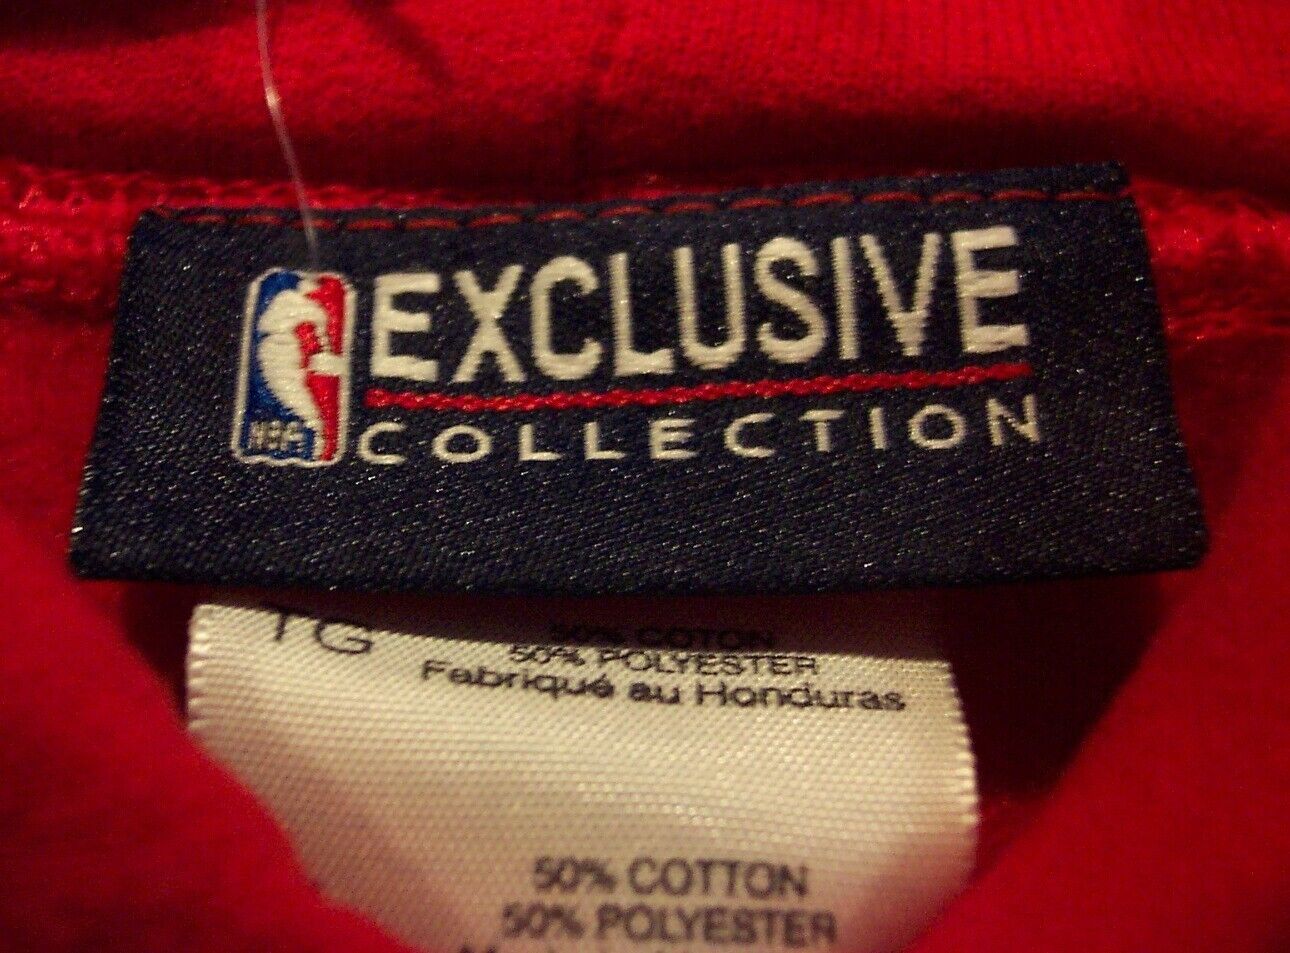 EXCLUSIVE
NBA
COLLECTION
TG
50% COTON
50% POLYESTER
Fabriqué au Honduras
50% COTTON
50% POLYESTER